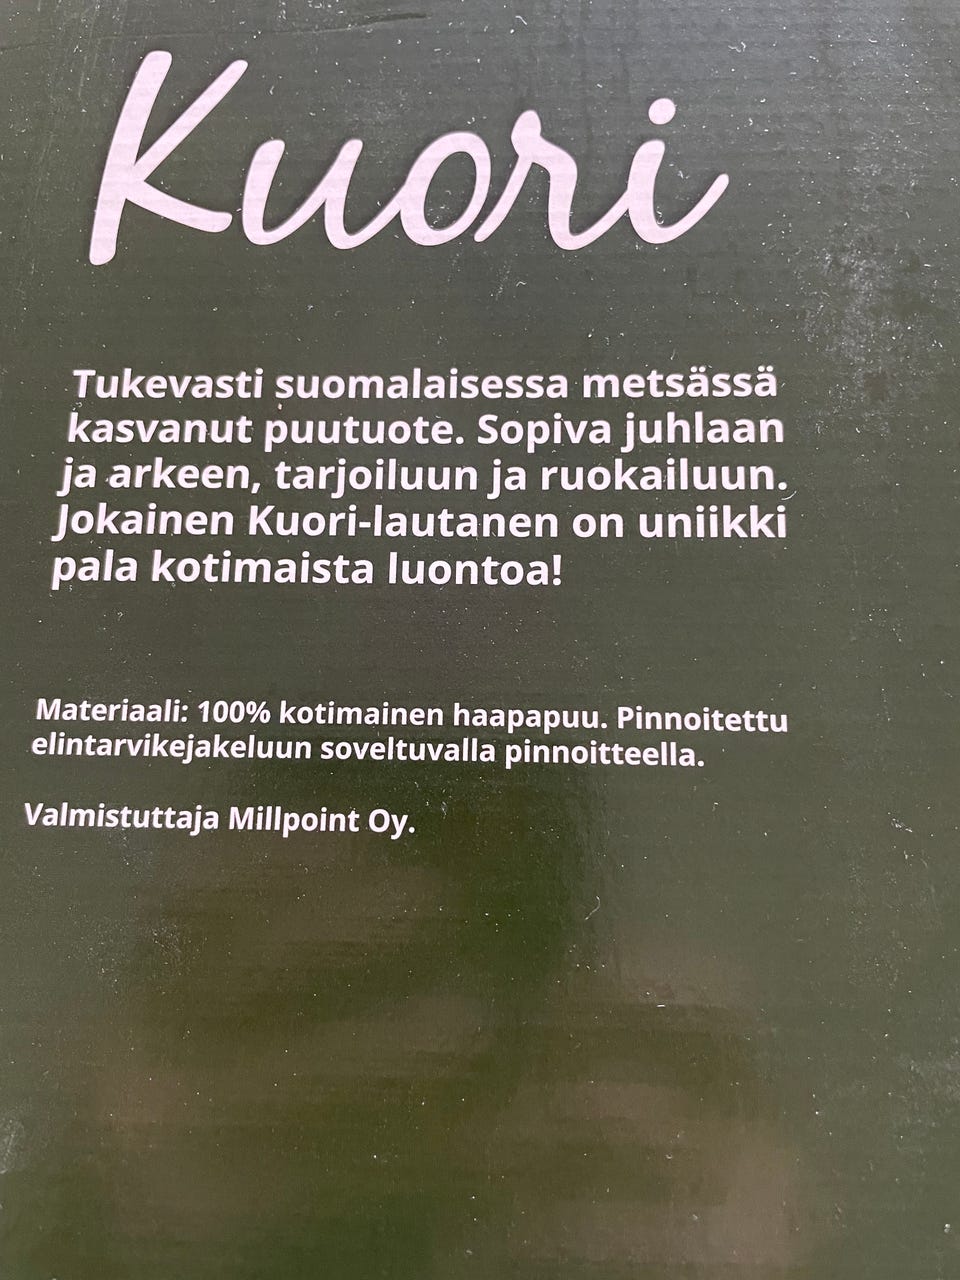 Kuori
Tukevasti suomalaisessa metsässä
kasvanut puutuote. Sopiva juhlaan
ja arkeen, tarjoiluun ja ruokailuun.
Jokainen Kuori-lautanen on uniikki
pala kotimaista luontoa!
Materiaali: 100% kotimainen haapapuu. Pinnoitettu
elintarvikejakeluun soveltuvalla pinnoitteella.
Valmistuttaja Millpoint Oy.